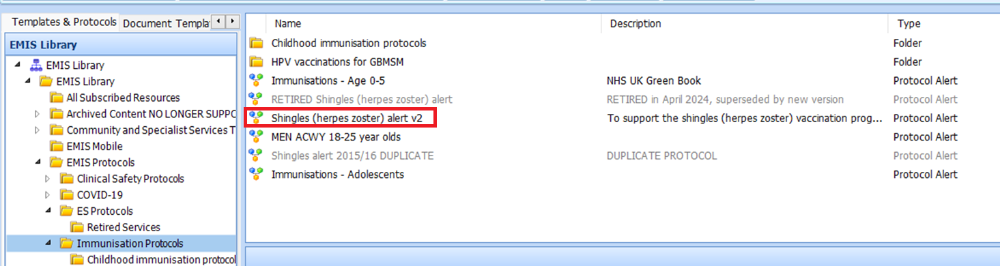 Templates & Protocols Document Templa
EMIS Library
EMIS Library
EMIS Library
All Subscribed Resources
Archived Content NO LONGER SUPPC
Community and Specialist Services T
EMIS Mobile
EMIS Protocols
Clinical Safety Protocols
COVID-19
ES Protocols
Retired Services
Immunisation Protocols
Childhood immunisation protocol
Name Description Type
Childhood immunisation protocols Folder
HPV vaccinations for GBMSM Folder
Immunisations - Age 0-5 NHS UK Green Book Protocol Alert
RETIRED Shingles (herpes zoster) alert RETIRED in April 2024, superseded by new version Protocol Alert
Shingles (herpes zoster) alert v2 To support the shingles (herpes zoster) vaccination prog... Protocol Alert
MEN ACWY 18-25 year olds Protocol Alert
Shingles alert 2015/16 DUPLICATE DUPLICATE PROTOCOL Protocol Alert
Immunisations - Adolescents Protocol Alert